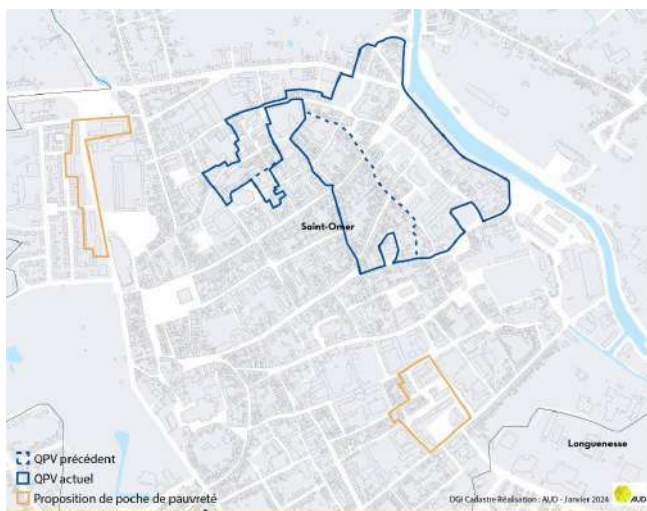 Saint-Omer
Longuenesse
QPV précédent
QPV actuel
Proposition de poche de pauvreté
DGI Cadastre Réalisation : AUD - Janvier 2024
AUD